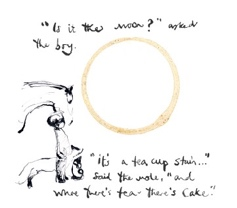 "Is it the moon?" asked
the boy.
"it's a tea cup stain..."
Said the mole, "and
where there's tea there's cake."